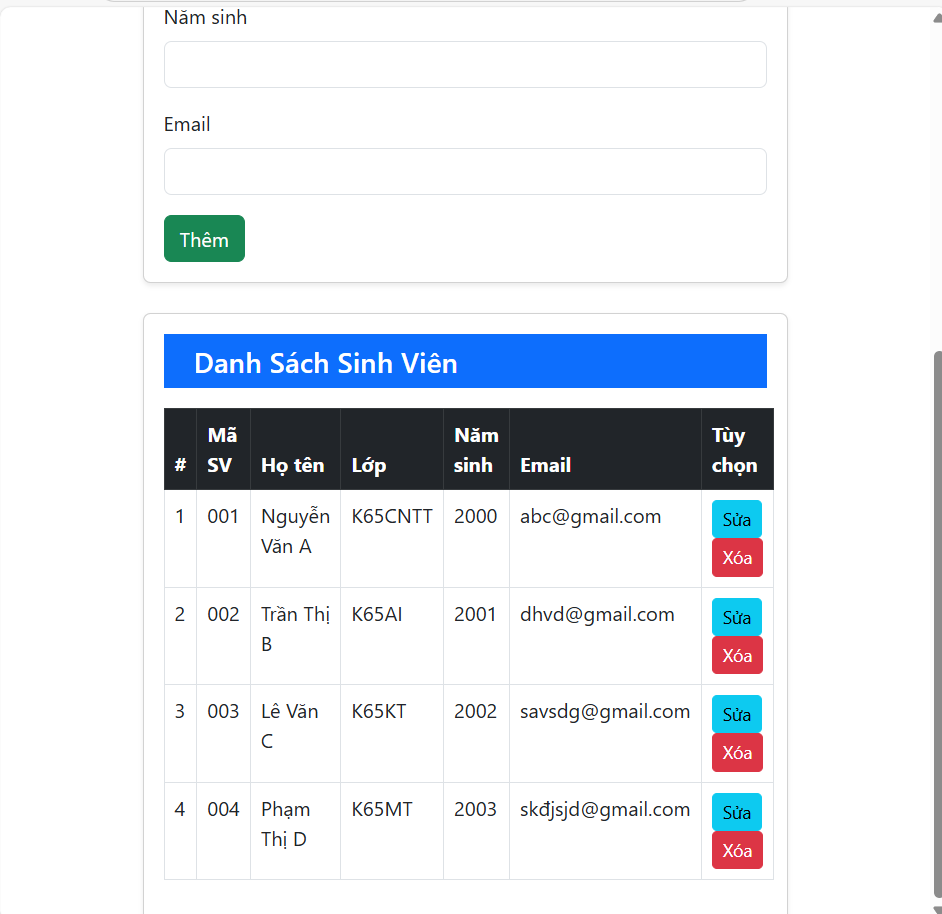 Năm sinh
Email
Thêm
Danh Sách Sinh Viên
# Mã SV Họ tên Lớp Năm sinh Email Tùy chọn
1 001 Nguyễn Văn A K65CNTT 2000 abc@gmail.com Sửa Xóa
2 002 Trần Thị B K65AI 2001 dhvd@gmail.com Sửa Xóa
3 003 Lê Văn C K65KT 2002 savsdg@gmail.com Sửa Xóa
4 004 Phạm Thị D K65MT 2003 skđjsjd@gmail.com Sửa Xóa